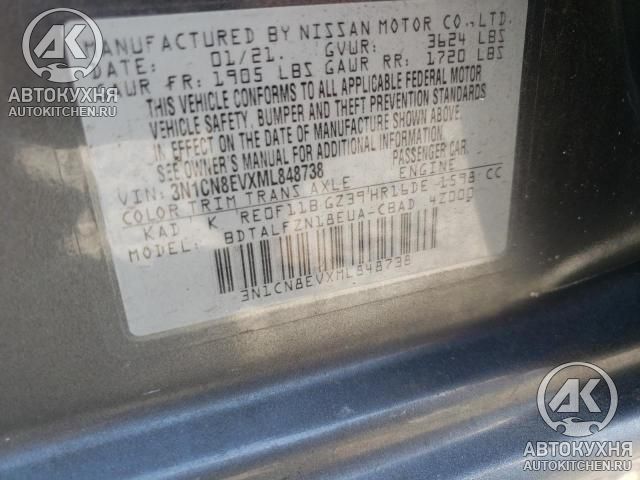 MANUFACTURED BY NISSAN MOTOR CO.,LTD.
DATE: 01/21. GVWR: 3624 LBS
GAWR FR: 1905 LBS GAWR RR: 1720 LBS
THIS VEHICLE CONFORMS TO ALL APPLICABLE FEDERAL MOTOR
VEHICLE SAFETY, BUMPER AND THEFT PREVENTION STANDARDS
IN EFFECT ON THE DATE OF MANUFACTURE SHOWN ABOVE.
SEE OWNER'S MANUAL FOR ADDITIONAL INFORMATION.
VIN: 3N1CN8EVXML848738 PASSENGER CAR
COLOR TRIM TRANS AXLE ENGINE
KAD K RE0F11B GZ39 HR16DE 1598 CC
BDTALFZN18EUA-CBAD 4Z000
3N1CN8EVXML848738
АК
АВТОКУХНЯ
AUTOKITCHEN.RU
АК
АВТОКУХНЯ
AUTOKITCHEN.RU